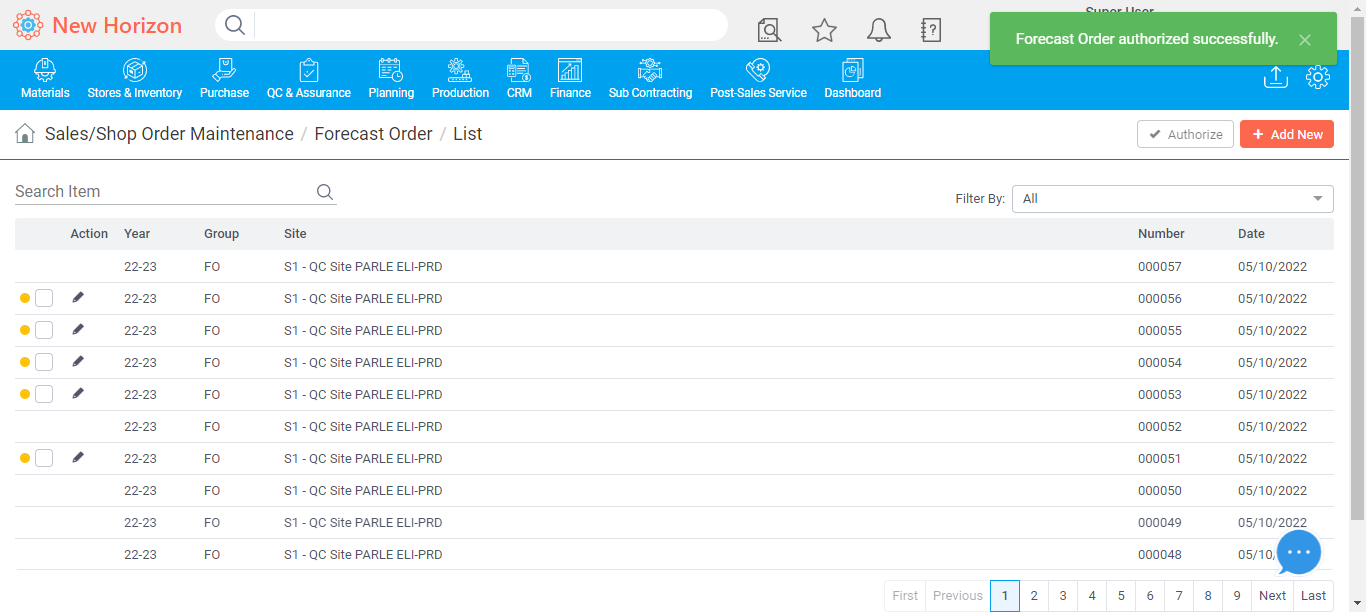 New Horizon
Super User
Forecast Order authorized successfully.
Materials Stores & Inventory Purchase QC & Assurance Planning Production CRM Finance Sub Contracting Post-Sales Service Dashboard
Sales/Shop Order Maintenance / Forecast Order / List
Authorize
+ Add New
Search Item
Filter By: All
Action Year Group Site Number Date
22-23 FO S1 - QC Site PARLE ELI-PRD 000057 05/10/2022
22-23 FO S1 - QC Site PARLE ELI-PRD 000056 05/10/2022
22-23 FO S1 - QC Site PARLE ELI-PRD 000055 05/10/2022
22-23 FO S1 - QC Site PARLE ELI-PRD 000054 05/10/2022
22-23 FO S1 - QC Site PARLE ELI-PRD 000053 05/10/2022
22-23 FO S1 - QC Site PARLE ELI-PRD 000052 05/10/2022
22-23 FO S1 - QC Site PARLE ELI-PRD 000051 05/10/2022
22-23 FO S1 - QC Site PARLE ELI-PRD 000050 05/10/2022
22-23 FO S1 - QC Site PARLE ELI-PRD 000049 05/10/2022
22-23 FO S1 - QC Site PARLE ELI-PRD 000048 05/10/
First Previous 1 2 3 4 5 6 7 8 9 Next Last